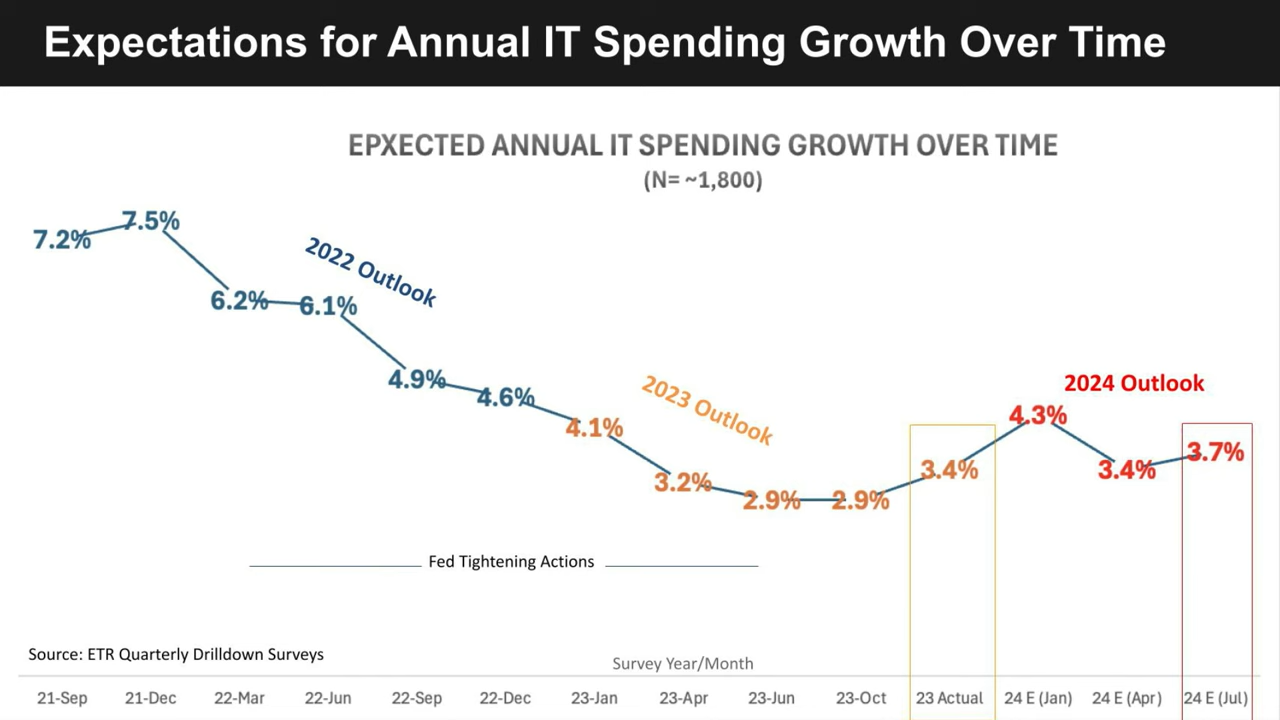 Expectations for Annual IT Spending Growth Over Time
EPXECTED ANNUAL IT SPENDING GROWTH OVER TIME
(N= ~1,800)
7.2%
7.5%
6.2%
6.1%
4.9%
4.6%
4.1%
3.2%
2.9%
2.9%
3.4%
4.3%
3.4%
3.7%
2022 Outlook
2023 Outlook
2024 Outlook
Fed Tightening Actions
Source: ETR Quarterly Drilldown Surveys
Survey Year/Month
21-Sep
21-Dec
22-Mar
22-Jun
22-Sep
22-Dec
23-Jan
23-Apr
23-Jun
23-Oct
23 Actual
24 E (Jan)
24 E (Apr)
24 E (Jul)